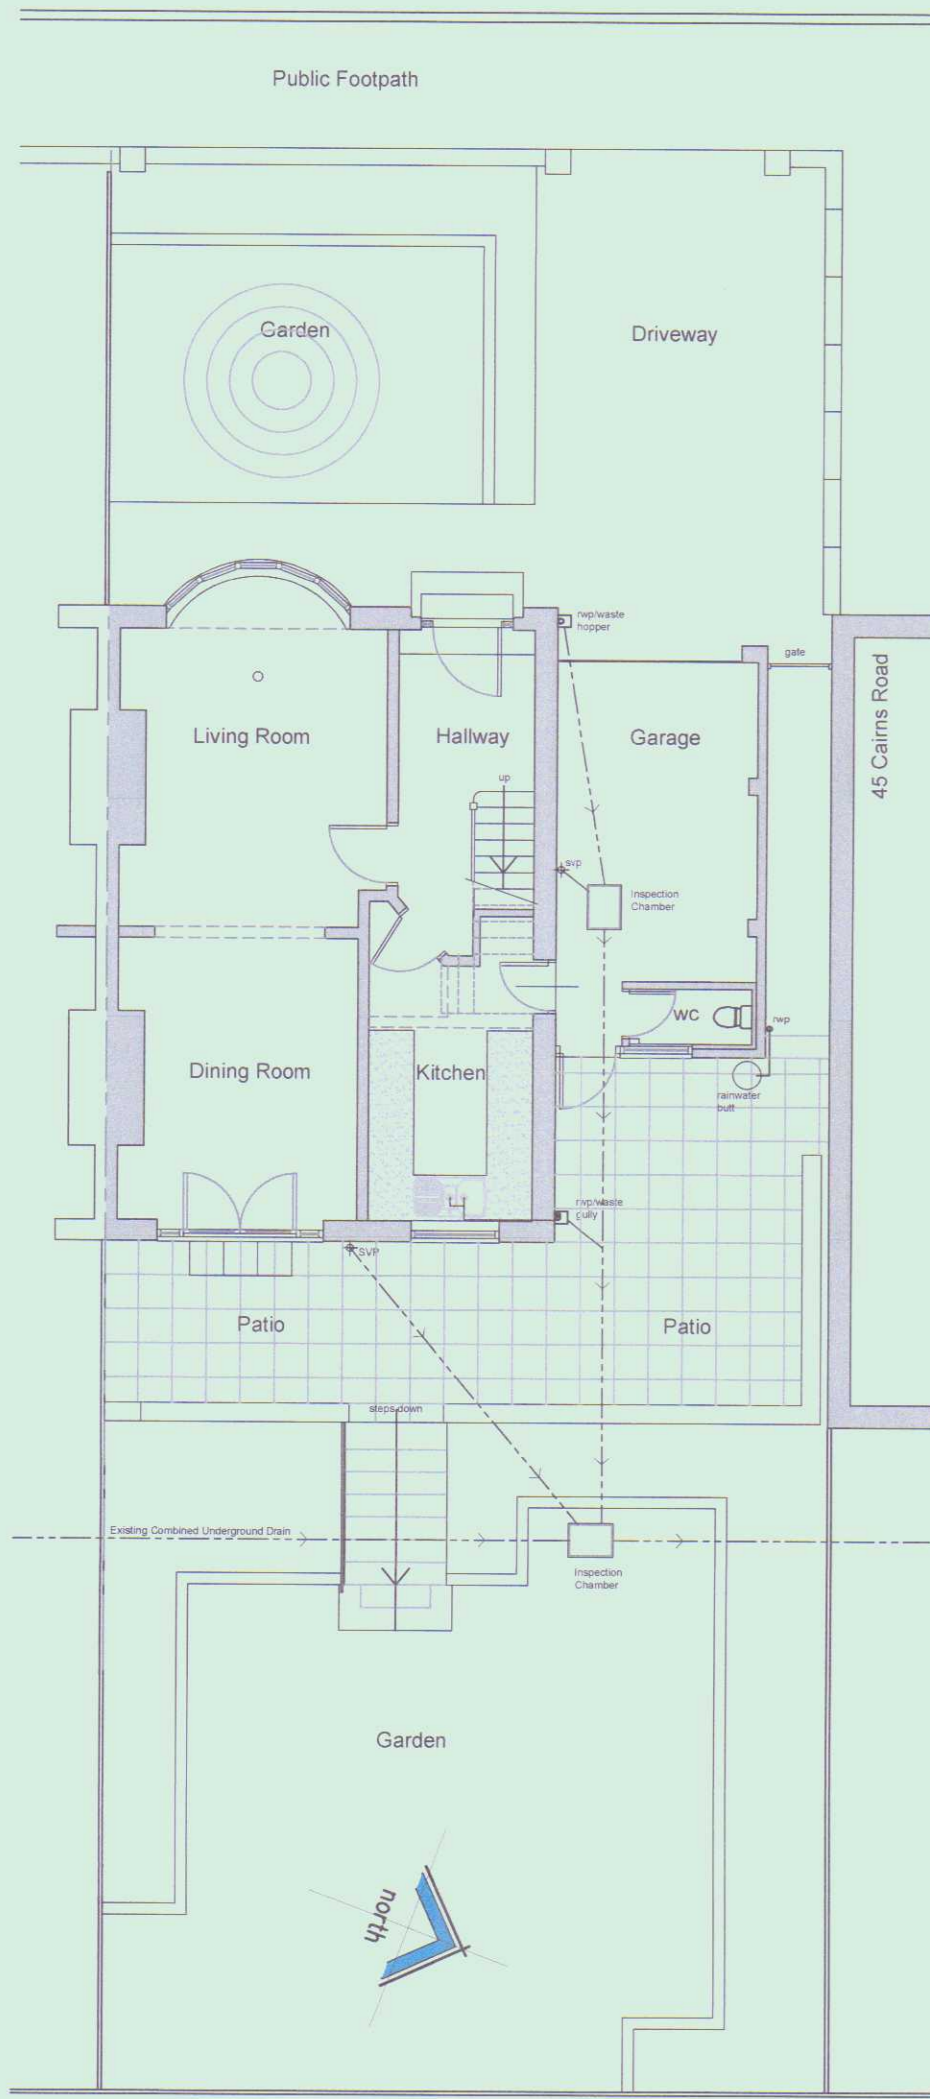 Public Footpath
Garden
Driveway
rwp/waste
hopper
gate
Living Room
Hallway
Garage
45 Cairns Road
up
svp
Inspection
Chamber
WC
rwp
Dining Room
Kitchen
rainwater
butt
rwp/waste
gully
SVP
Patio
Patio
steps down
Existing Combined Underground Drain
Inspection
Chamber
Garden
north